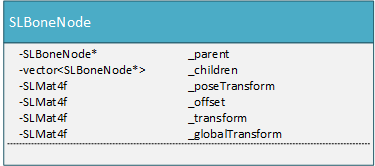 SLBoneNode
-SLBoneNode* _parent
-vector<SLBoneNode*> _children
-SLMat4f _poseTransform
-SLMat4f _offset
-SLMat4f _transform
-SLMat4f _globalTransform